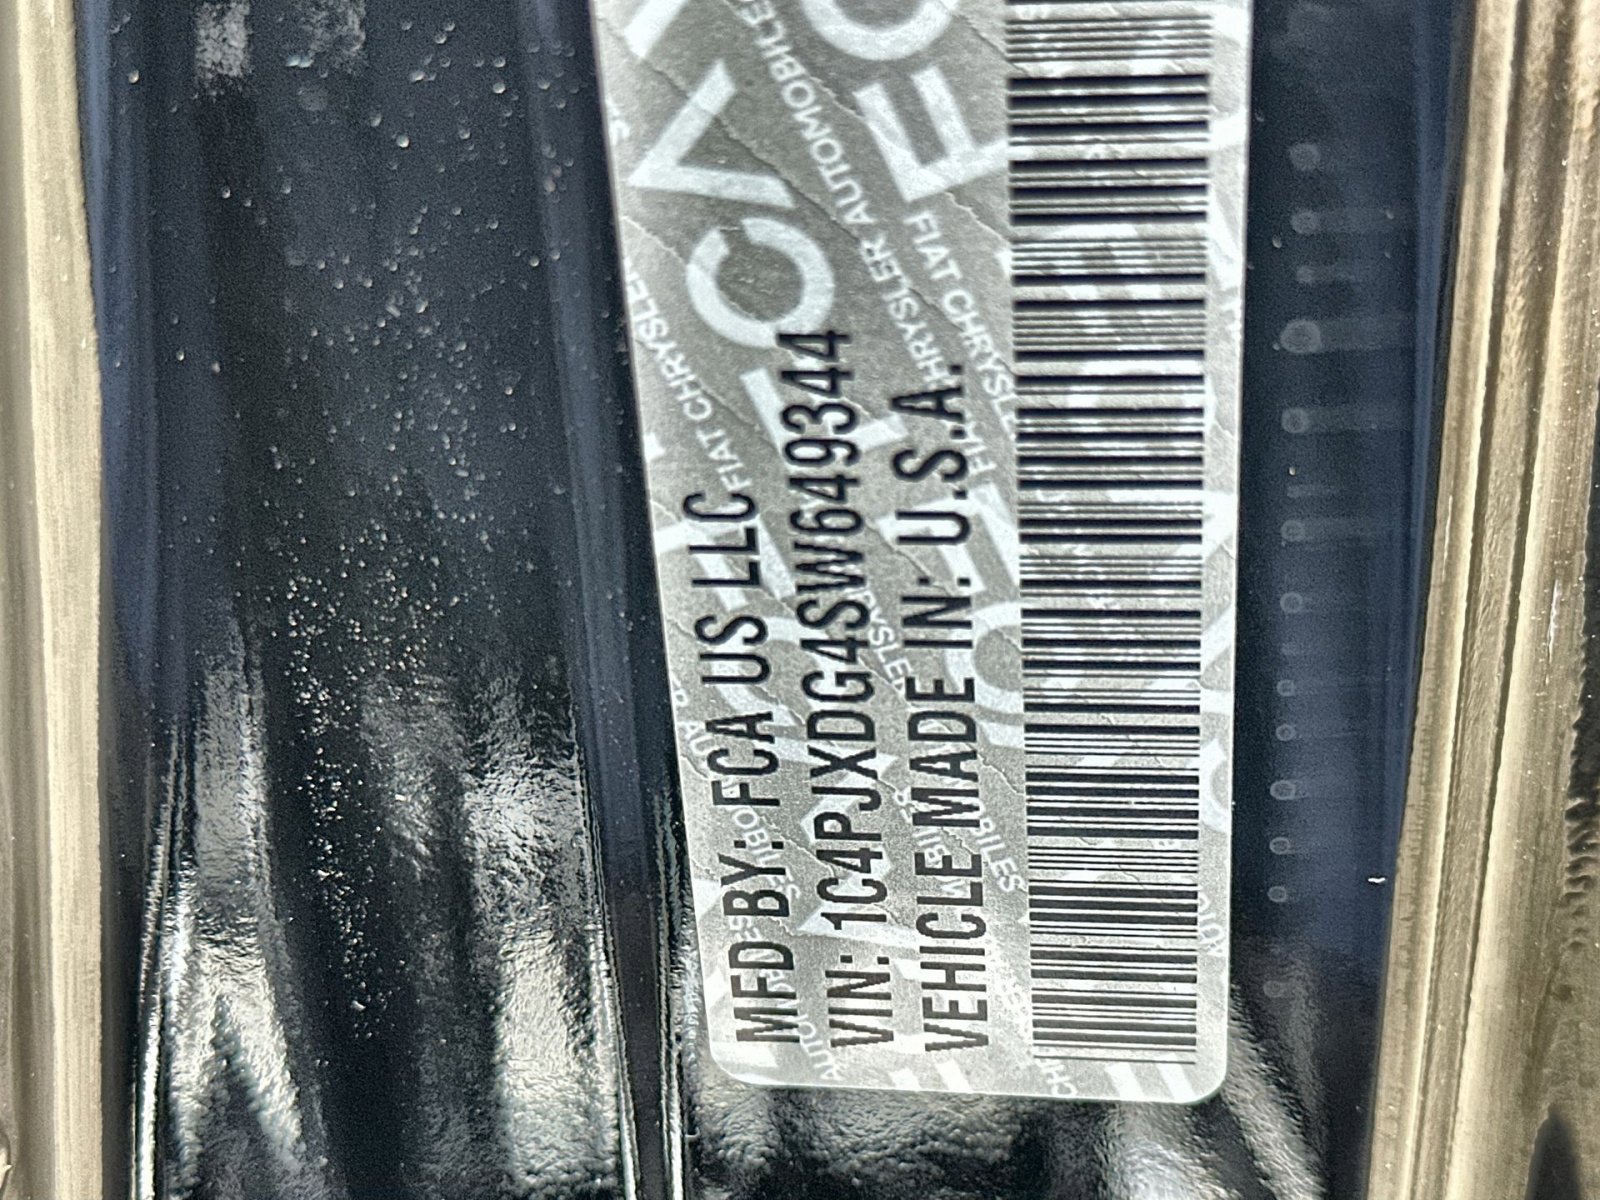 MFD BY: FCA US LLC
VIN: 1C4PJXDG4SW649344
VEHICLE MADE IN: U.S.A.